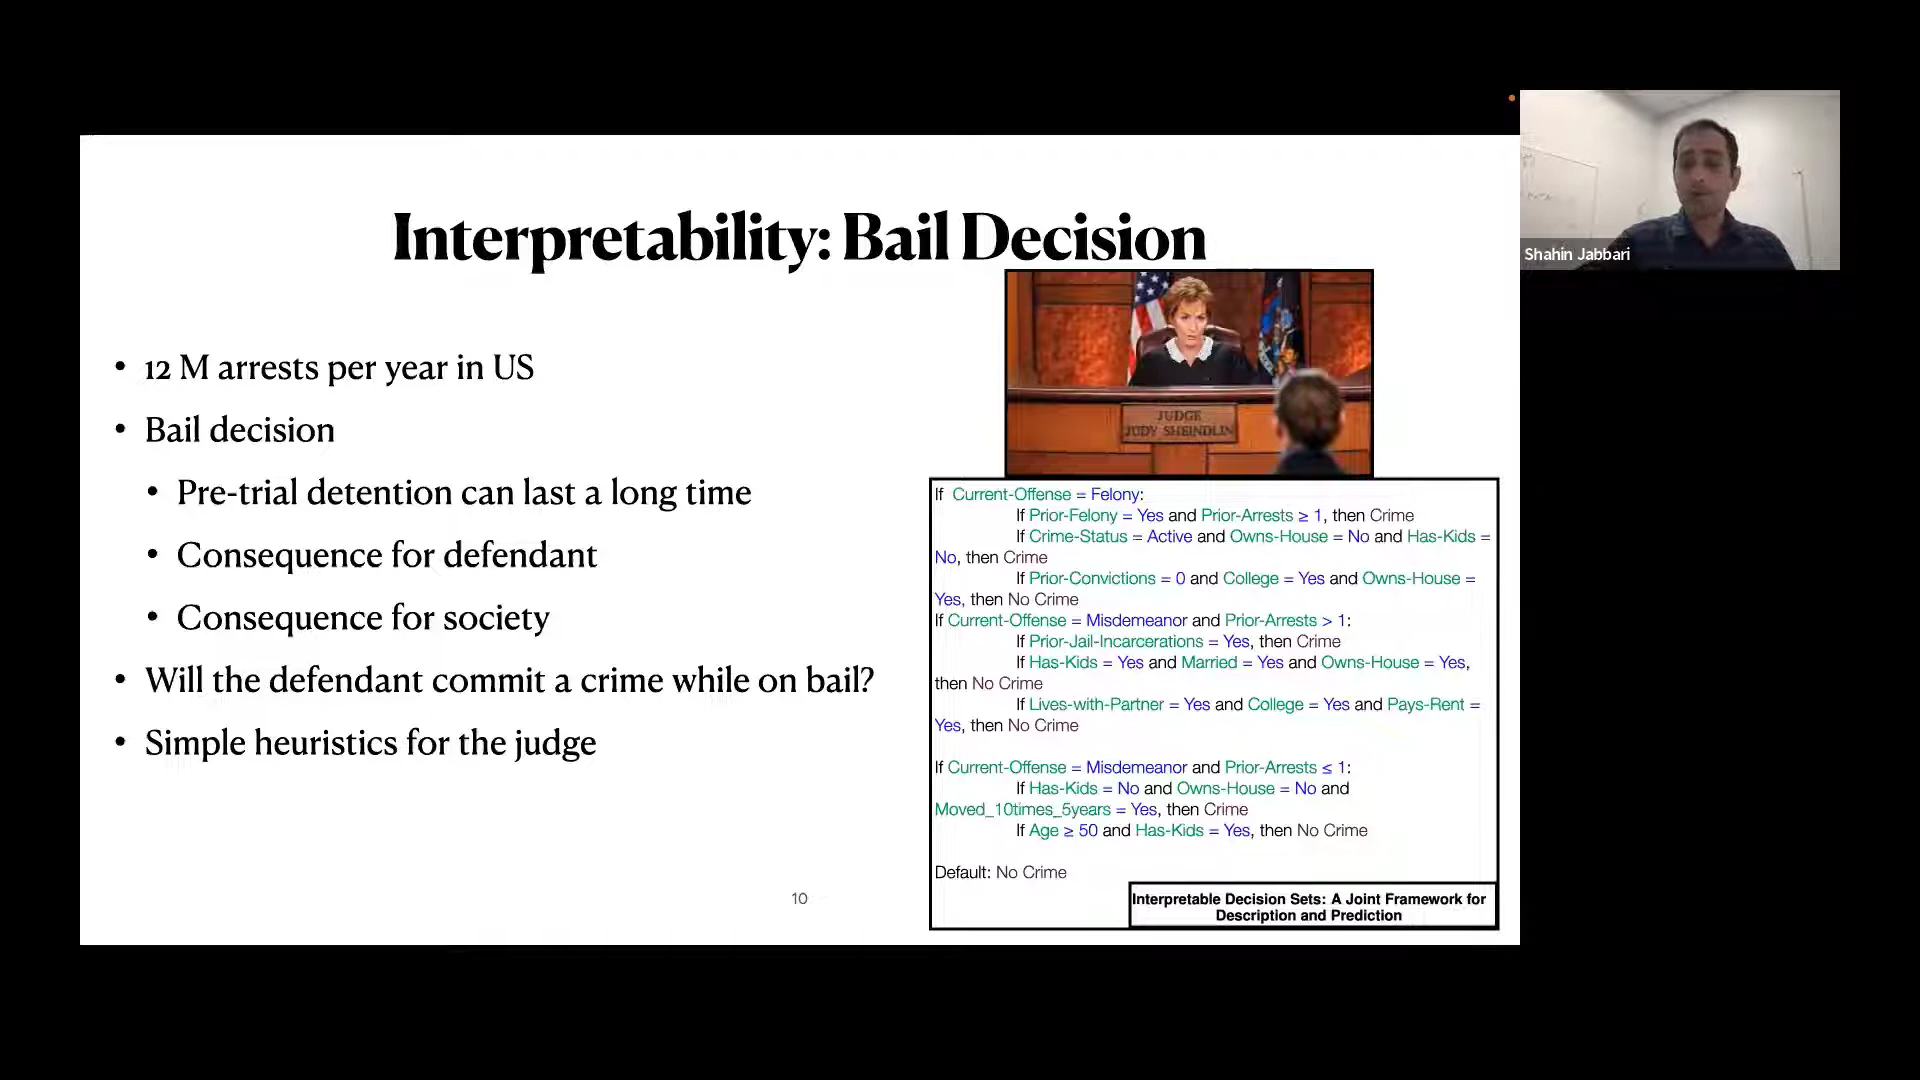 Interpretability: Bail Decision
• 12 M arrests per year in US
• Bail decision
• Pre-trial detention can last a long time
• Consequence for defendant
• Consequence for society
• Will the defendant commit a crime while on bail?
• Simple heuristics for the judge
10
JUDGE
JUDY SHEINDLIN
If Current-Offense = Felony:
If Prior-Felony = Yes and Prior-Arrests ≥ 1, then Crime
If Crime-Status = Active and Owns-House = No and Has-Kids =
No, then Crime
If Prior-Convictions = 0 and College = Yes and Owns-House =
Yes, then No Crime
If Current-Offense = Misdemeanor and Prior-Arrests > 1:
If Prior-Jail-Incarcerations = Yes, then Crime
If Has-Kids = Yes and Married = Yes and Owns-House = Yes,
then No Crime
If Lives-with-Partner = Yes and College = Yes and Pays-Rent =
Yes, then No Crime
If Current-Offense = Misdemeanor and Prior-Arrests ≤ 1:
If Has-Kids = No and Owns-House = No and
Moved_10times_5years = Yes, then Crime
If Age ≥ 50 and Has-Kids = Yes, then No Crime
Default: No Crime
Interpretable Decision Sets: A Joint Framework for
Description and Prediction
Shahin Jabbari